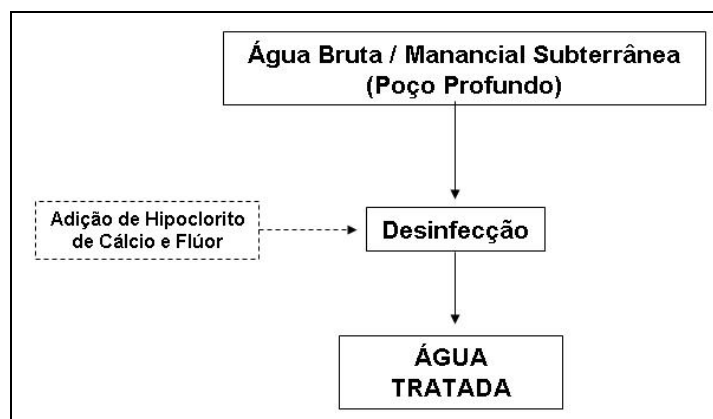 Água Bruta / Manancial Subterrânea
(Poço Profundo)
Adição de Hipoclorito
de Cálcio e Flúor
Desinfecção
ÁGUA
TRATADA